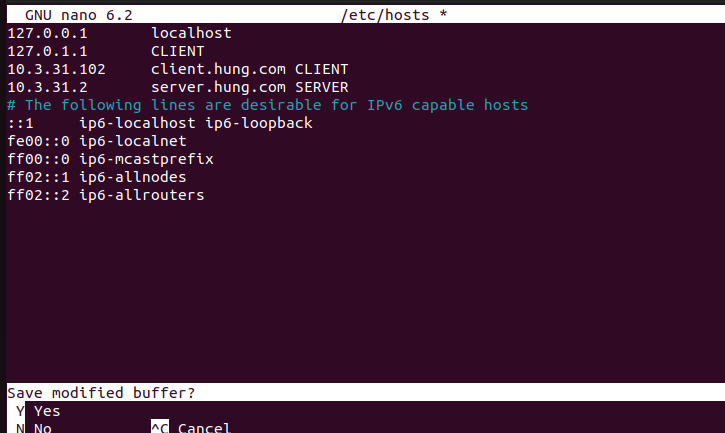 GNU nano 6.2 /etc/hosts *
127.0.0.1 localhost
127.0.1.1 CLIENT
10.3.31.102 client.hung.com CLIENT
10.3.31.2 server.hung.com SERVER
# The following lines are desirable for IPv6 capable hosts
::1 ip6-localhost ip6-loopback
fe00::0 ip6-localnet
ff00::0 ip6-mcastprefix
ff02::1 ip6-allnodes
ff02::2 ip6-allrouters
Save modified buffer?
Y Yes
N No ^C Cancel